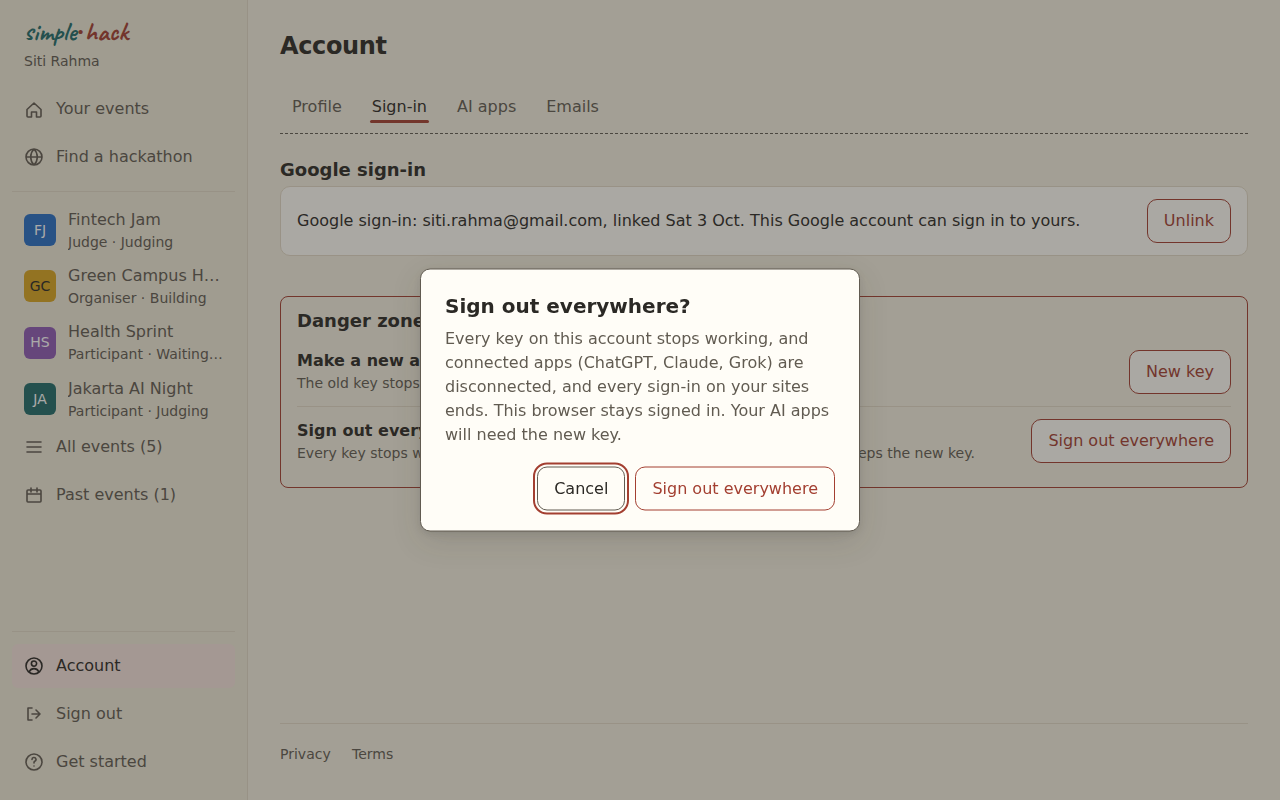 simple·hack
Siti Rahma
Your events
Find a hackathon
FJ
Fintech Jam
Judge · Judging
GC
Green Campus H…
Organiser · Building
HS
Health Sprint
Participant · Waiting…
JA
Jakarta AI Night
Participant · Judging
All events (5)
Past events (1)
Account
Sign out
Get started
Account
Profile
Sign-in
AI apps
Emails
Google sign-in
Google sign-in: siti.rahma@gmail.com, linked Sat 3 Oct. This Google account can sign in to yours.
Unlink
Danger zone
Make a new a
The old key stops
New key
Sign out every
Every key stops w
eps the new key.
Sign out everywhere
Sign out everywhere?
Every key on this account stops working, and
connected apps (ChatGPT, Claude, Grok) are
disconnected, and every sign-in on your sites
ends. This browser stays signed in. Your AI apps
will need the new key.
Cancel
Sign out everywhere
Privacy
Terms